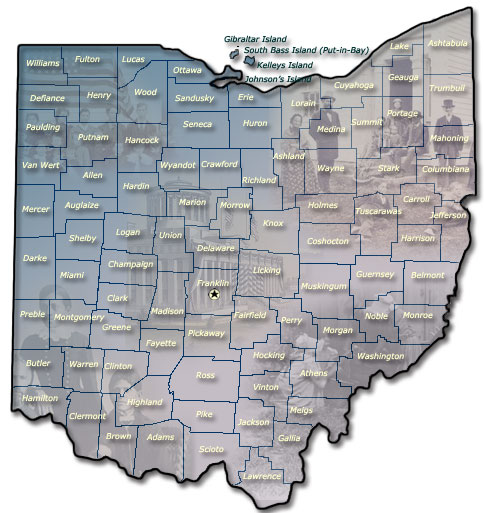 Gibraltar Island
South Bass Island (Put-in-Bay)
Kelleys Island
Johnson's Island
Williams
Fulton
Lucas
Ottawa
Lake
Ashtabula
Defiance
Henry
Wood
Sandusky
Erie
Lorain
Cuyahoga
Geauga
Trumbull
Paulding
Putnam
Hancock
Seneca
Huron
Medina
Summit
Portage
Mahoning
Van Wert
Allen
Wyandot
Crawford
Richland
Ashland
Wayne
Stark
Columbiana
Mercer
Auglaize
Hardin
Marion
Morrow
Knox
Holmes
Tuscarawas
Carroll
Jefferson
Shelby
Logan
Union
Delaware
Coshocton
Harrison
Darke
Miami
Champaign
Franklin
Licking
Muskingum
Guernsey
Belmont
Preble
Montgomery
Clark
Greene
Madison
Pickaway
Fairfield
Perry
Morgan
Noble
Monroe
Butler
Warren
Clinton
Fayette
Ross
Hocking
Athens
Washington
Hamilton
Clermont
Highland
Pike
Vinton
Jackson
Meigs
Brown
Adams
Scioto
Gallia
Lawrence